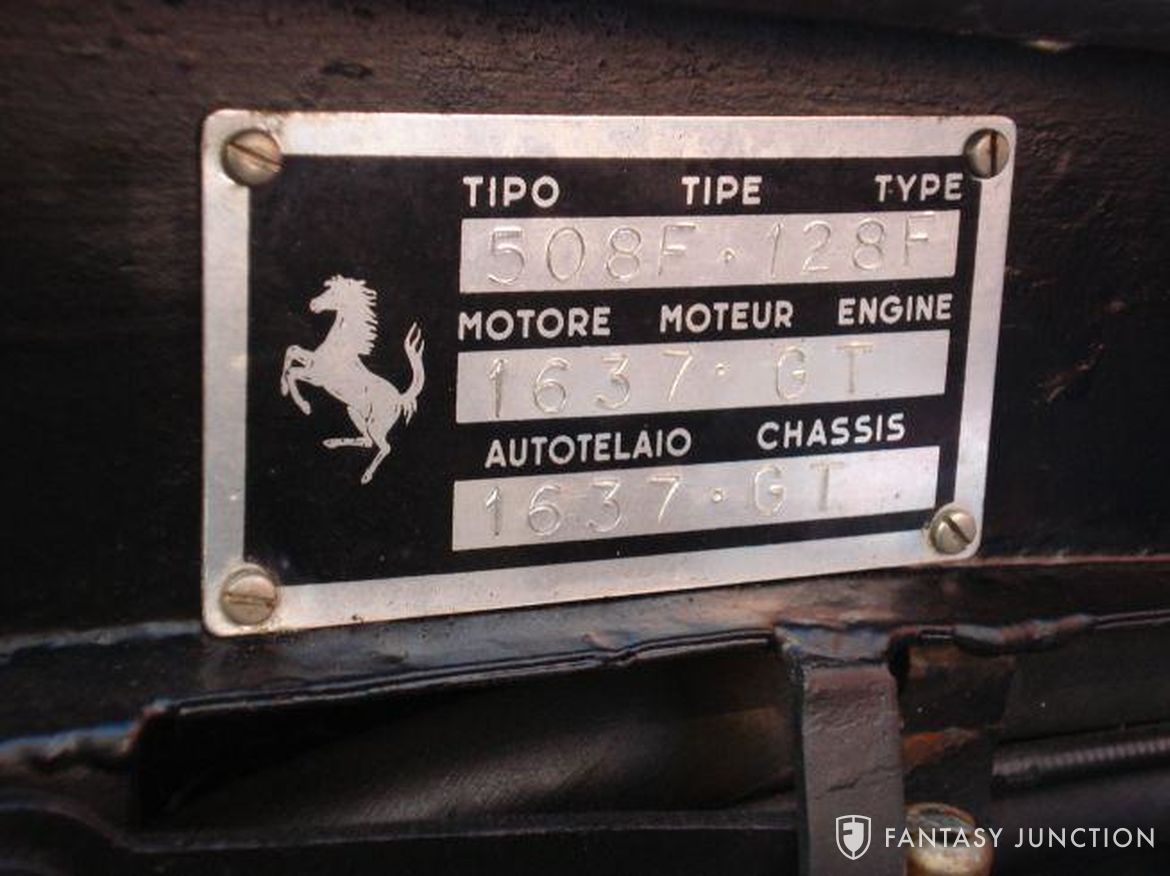 TIPO TIPE TYPE
508F · 128F
MOTORE MOTEUR ENGINE
1637 · GT
AUTOTELAIO CHASSIS
1637 · GT
FANTASY JUNCTION